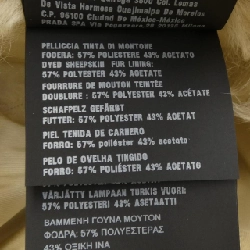 De Vista Hermosa Cuajimalpa De Morelos
C.P. 05100 Ciudad De México-México
PELLICCIA TINTA DI MONTONE
FODERA: 57% POLIESTERE 43% ACETATO
DYED SHEEPSKIN FUR LINING:
57% POLYESTER 43% ACETATE
FOURRURE DE MOUTON TEINTÉE
DOUBLURE : 57% POLYESTER 43% ACÉTATE
SCHAFPELZ GEFÄRBT
FUTTER: 57% POLYESTER 43% ACETAT
PIEL TEÑIDA DE CARNERO
FORRO: 57% poliéster 43% acetato
PELO DE OVELHA TINGIDO
FORRO: 57% POLIÉSTER 43% ACETATO
VÄRJÄTTY LAMPAAN TURKIS VUORI
57% POLYESTERI 43% ASETAATTI
ΒΑΜΜΕΝΗ ΓΟΥΝΑ ΜΟΥΤΟΝ
ΦΟΔΡΑ: 57% ΠΟΛΥΕΣΤΕΡΑΣ
43% ΟΞΙΚΗ ΙΝΑ